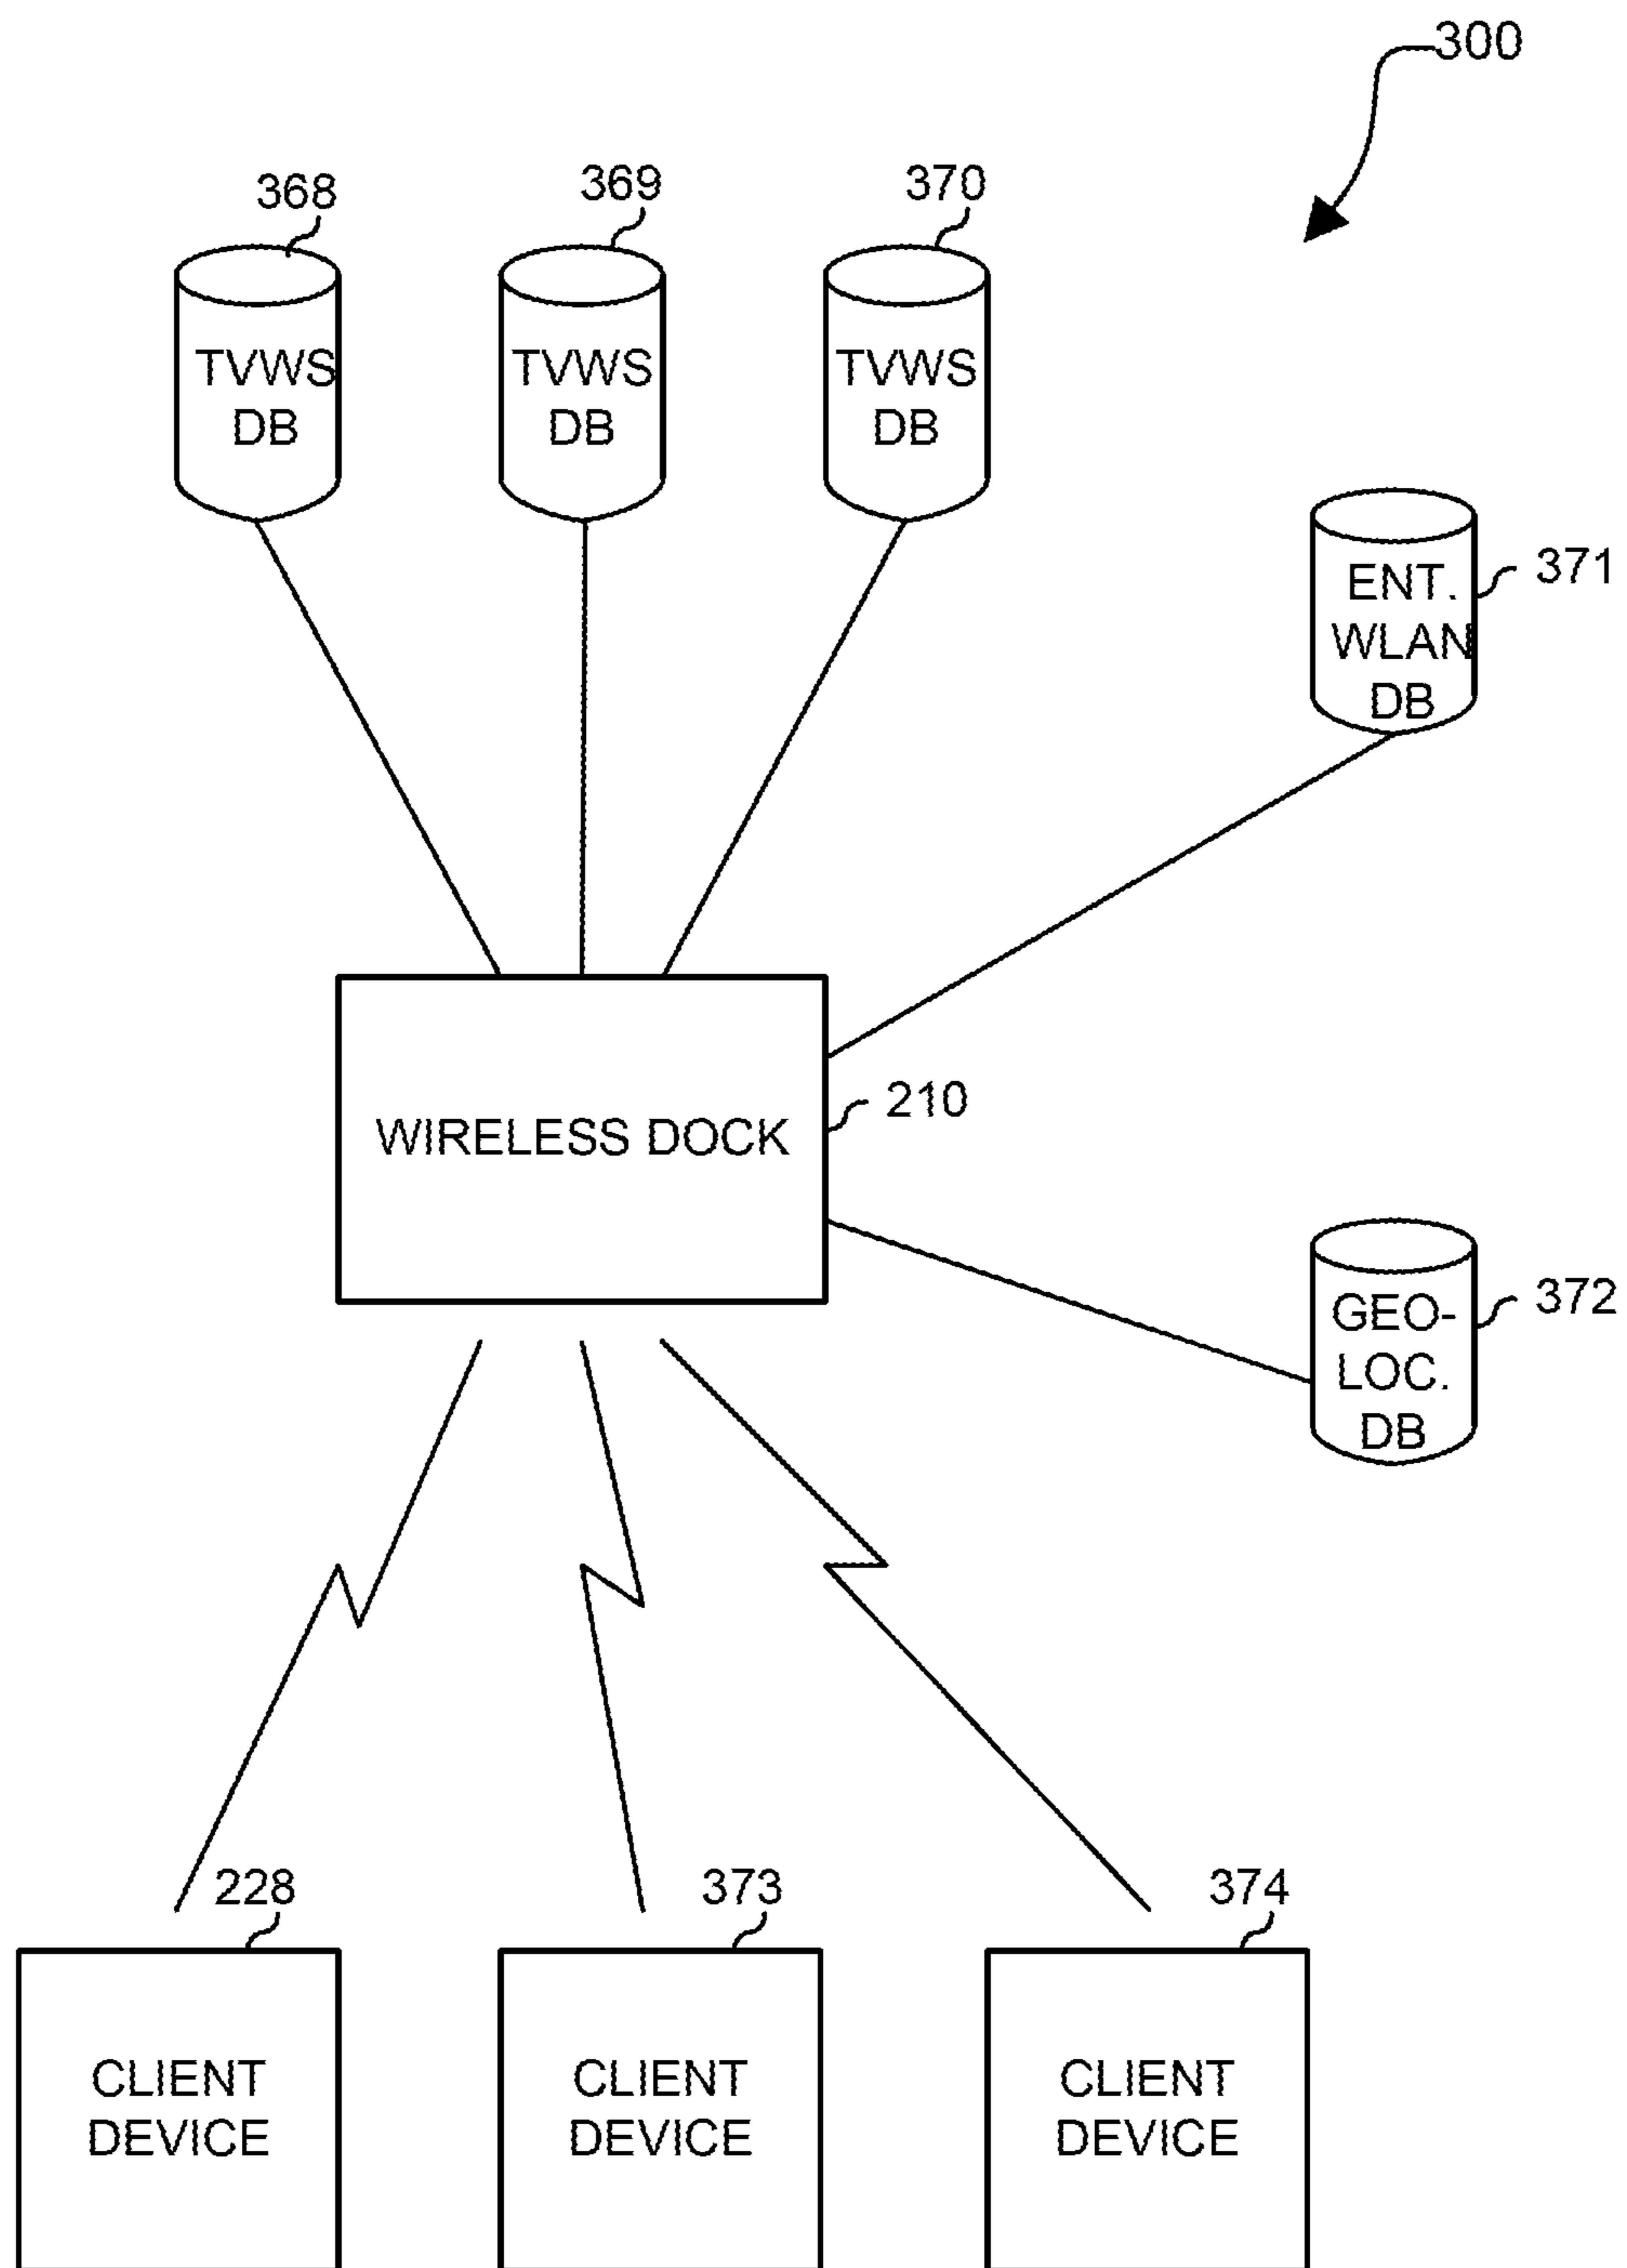 300
368
369
370
TVWS
DB
TVWS
DB
TVWS
DB
371
ENT.
WLAN
DB
210
WIRELESS DOCK
372
GEO-
LOC.
DB
228
373
374
CLIENT
DEVICE
CLIENT
DEVICE
CLIENT
DEVICE